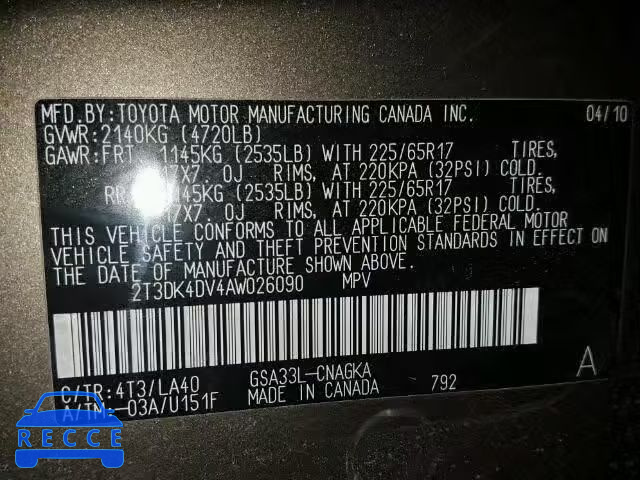 MFD.BY:TOYOTA MOTOR MANUFACTURING CANADA INC. 04/10
GVWR:2140KG (4720LB)
GAWR:FRT 1145KG (2535LB) WITH 225/65R17 TIRES,
17X7.0J RIMS, AT 220KPA (32PSI) COLD.
RR 1145KG (2535LB) WITH 225/65R17 TIRES,
17X7.0J RIMS, AT 220KPA (32PSI) COLD.
THIS VEHICLE CONFORMS TO ALL APPLICABLE FEDERAL MOTOR
VEHICLE SAFETY AND THEFT PREVENTION STANDARDS IN EFFECT ON
THE DATE OF MANUFACTURE SHOWN ABOVE.
2T3DK4DV4AW026090 MPV
C/TR:4T3/LA40 GSA33L-CNAGKA A
A/TM:-03A/U151F MADE IN CANADA 792
RECCE